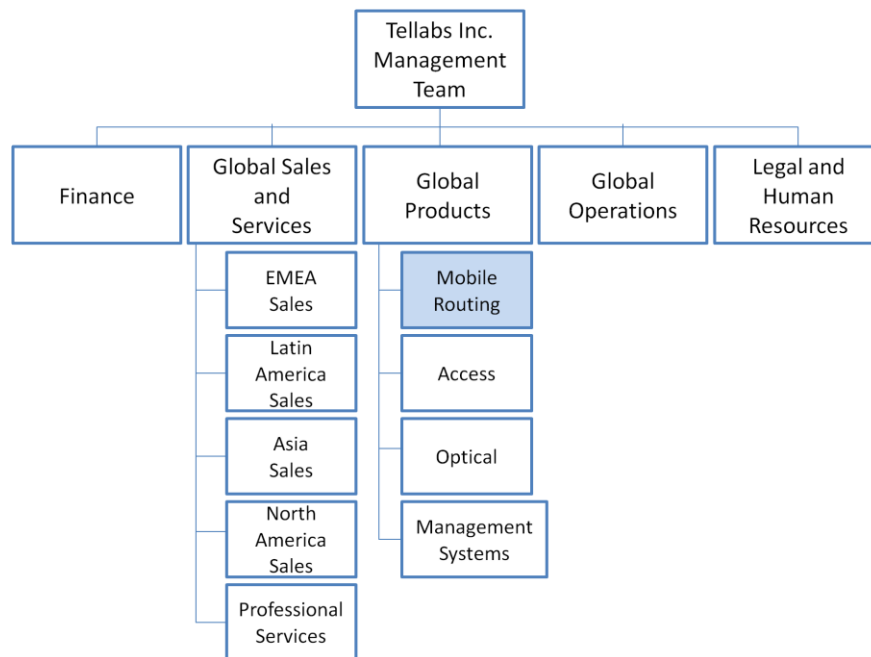 Tellabs Inc.
Management
Team
Finance
Global Sales
and
Services
Global
Products
Global
Operations
Legal and
Human
Resources
EMEA
Sales
Latin
America
Sales
Asia
Sales
North
America
Sales
Professional
Services
Mobile
Routing
Access
Optical
Management
Systems